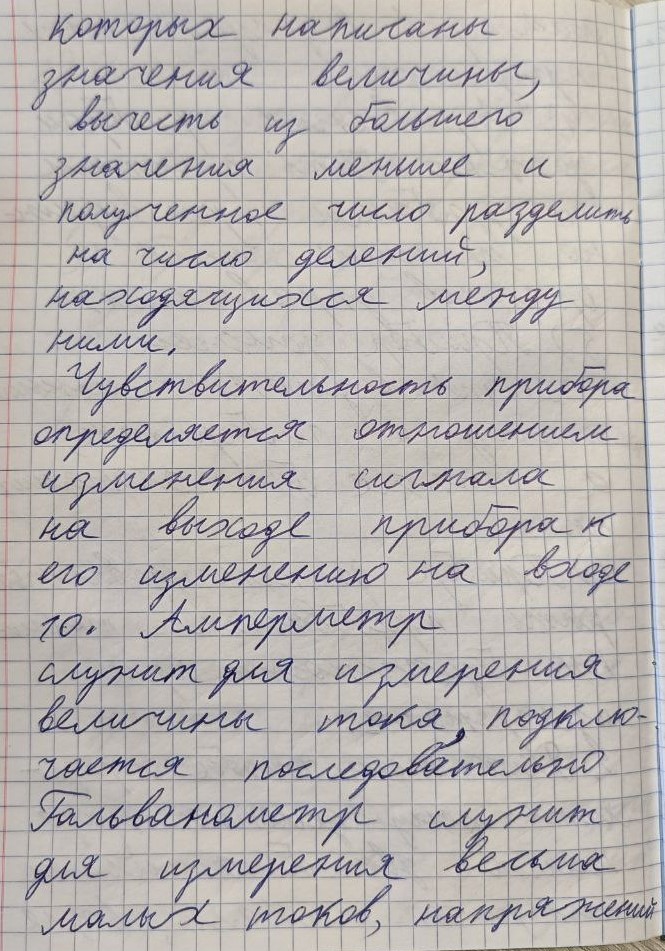 которых написаны
значения величины,
вычесть из большего
значения меньшее и
полученное число разделить
на число делений,
находящихся между
ними.
Чувствительность прибора
определяется отношением
изменения сигнала
на выходе прибора к
его изменению на входе
10. Амперметр
служит для измерения
величины тока, подклю-
чается последовательно
Гальванометр служит
для измерения весьма
малых токов, напряжений